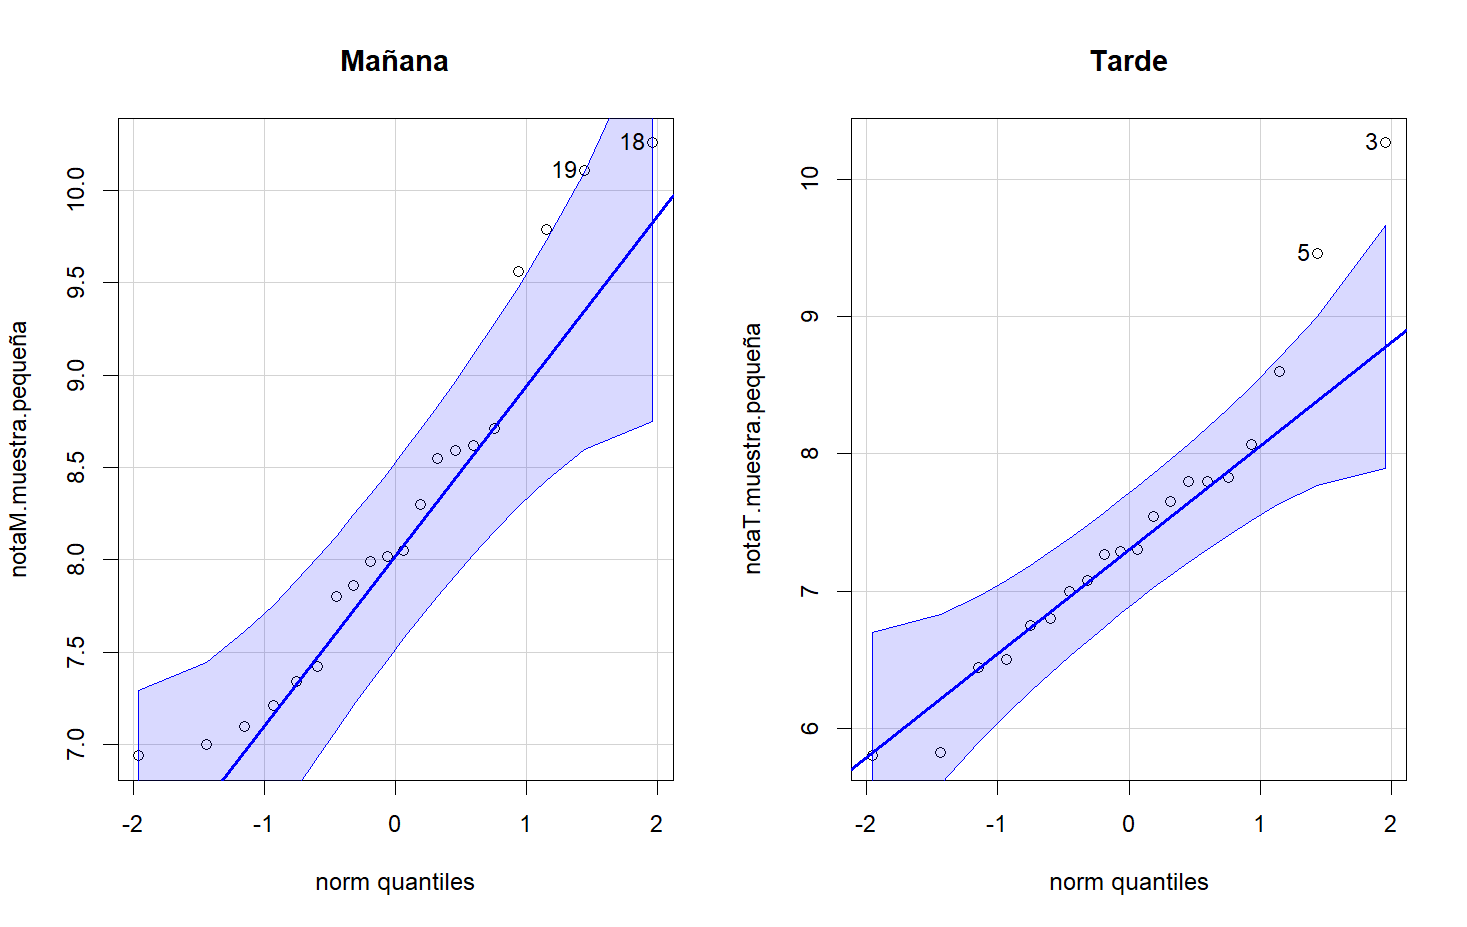 Mañana
notaM.muestra.pequeña
10.0
9.5
9.0
8.5
8.0
7.5
7.0
19
18
-2 -1 0 1 2
norm quantiles
Tarde
notaT.muestra.pequeña
10
9
8
7
6
3
5
-2 -1 0 1 2
norm quantiles